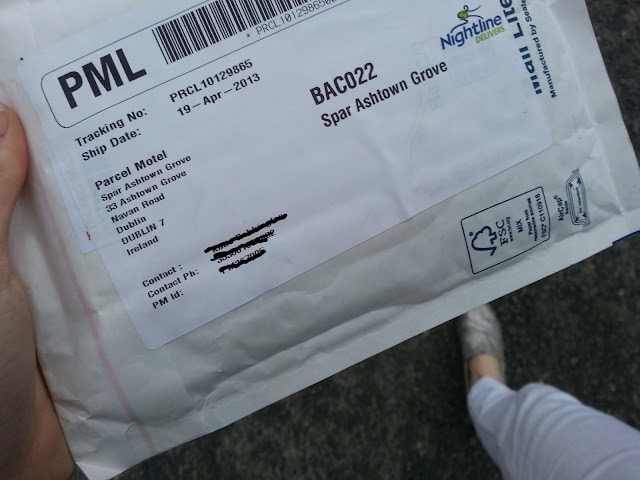 PML
PRCL10129865
Nightline
DELIVERS
Mail Lite
Manufactured by
Tracking No: PRCL10129865
Ship Date: 19-Apr-2013
BAC022
Spar Ashtown Grove
Parcel Motel
Spar Ashtown Grove
33 Ashtown Grove
Navan Road
Dublin
DUBLIN 7
Ireland
Contact :
Contact Ph:
PM Id:
FSC
MIX